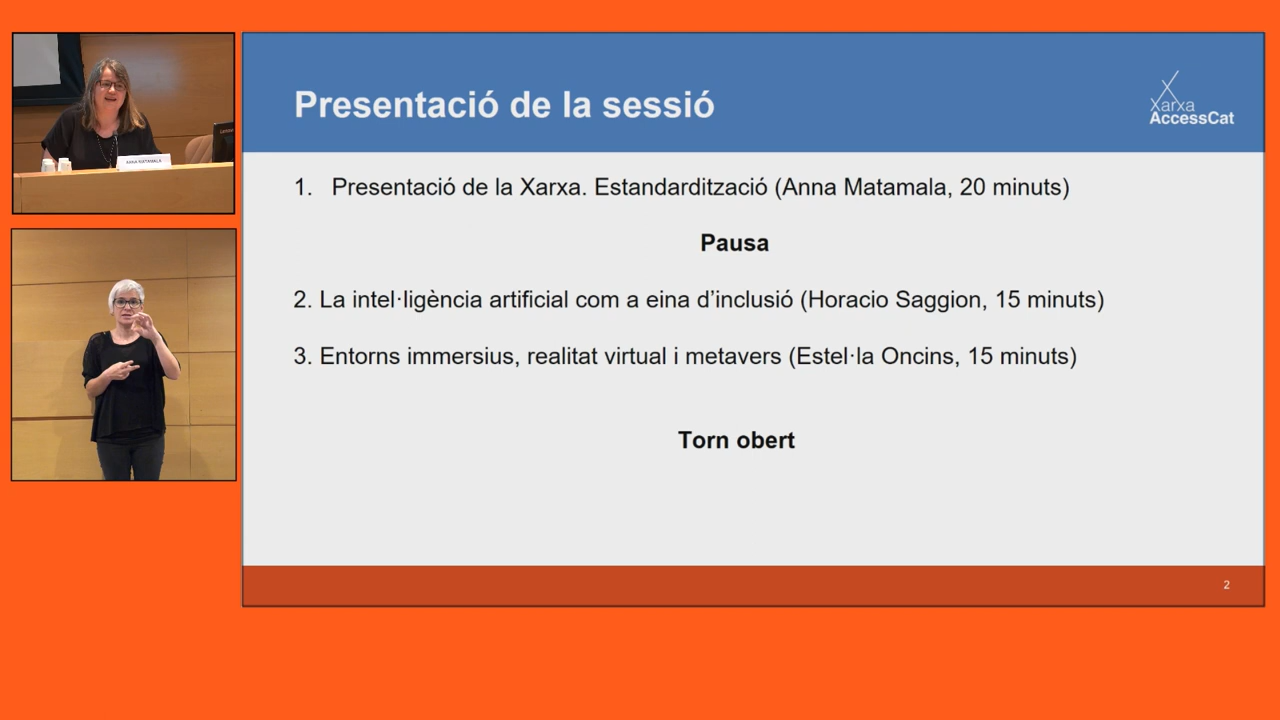 Presentació de la sessió
Xarxa
AccessCat
1. Presentació de la Xarxa. Estandardització (Anna Matamala, 20 minuts)
Pausa
2. La intel·ligència artificial com a eina d’inclusió (Horacio Saggion, 15 minuts)
3. Entorns immersius, realitat virtual i metavers (Estel·la Oncins, 15 minuts)
Torn obert
2
ANNA MATAMALA